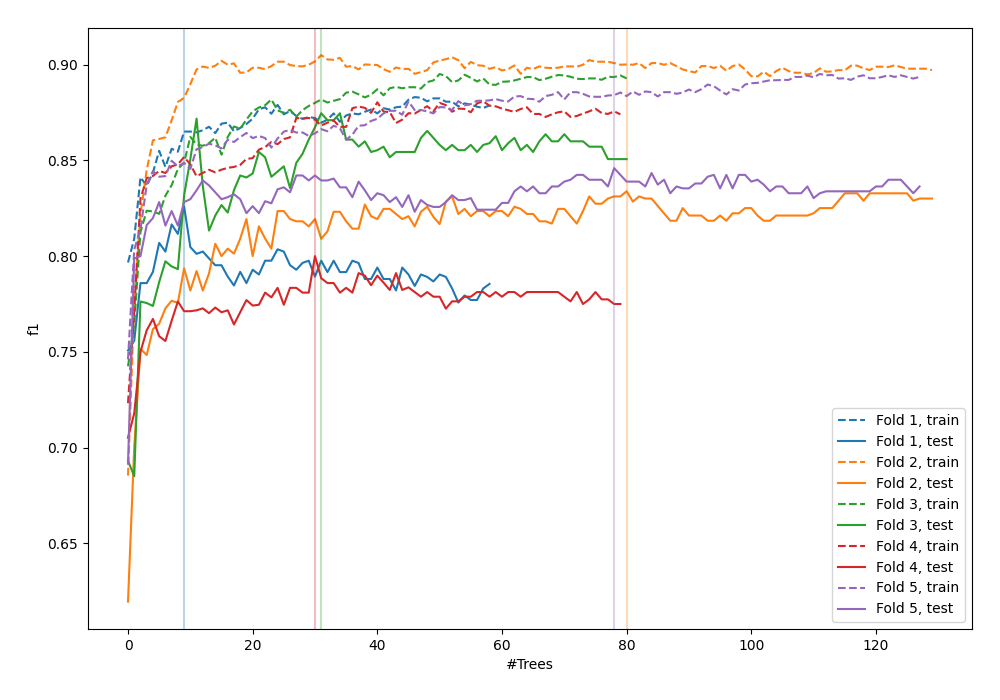 0.90
0.85
0.80
0.75
0.70
0.65
f1
0
20
40
60
80
100
120
#Trees
Fold 1, train
Fold 1, test
Fold 2, train
Fold 2, test
Fold 3, train
Fold 3, test
Fold 4, train
Fold 4, test
Fold 5, train
Fold 5, test